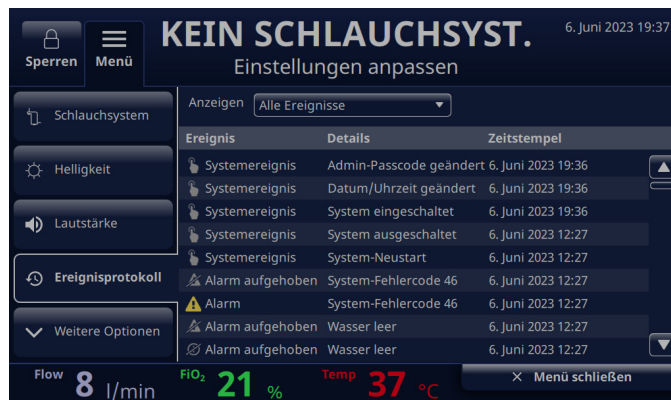 KEIN SCHLAUCHSYST.
6. Juni 2023 19:37
Sperren
Menü
Einstellungen anpassen
Schlauchsystem
Helligkeit
Lautstärke
Ereignisprotokoll
Weitere Optionen
Anzeigen Alle Ereignisse
Ereignis Details Zeitstempel
Systemereignis Admin-Passcode geändert 6. Juni 2023 19:36
Systemereignis Datum/Uhrzeit geändert 6. Juni 2023 19:36
Systemereignis System eingeschaltet 6. Juni 2023 19:36
Systemereignis System ausgeschaltet 6. Juni 2023 12:27
Systemereignis System-Neustart 6. Juni 2023 12:27
Alarm aufgehoben System-Fehlercode 46 6. Juni 2023 12:27
Alarm System-Fehlercode 46 6. Juni 2023 12:27
Alarm aufgehoben Wasser leer 6. Juni 2023 12:27
Alarm aufgehoben Wasser leer 6. Juni 2023 12:27
Flow 8 l/min FiO₂ 21 % Temp 37 °C
Menü schließen